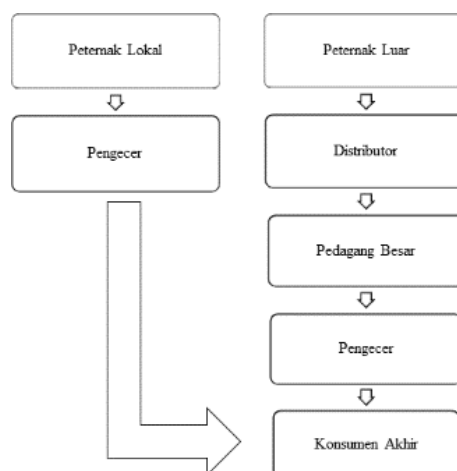 Peternak Lokal
Pengecer
Peternak Luar
Distributor
Pedagang Besar
Pengecer
Konsumen Akhir